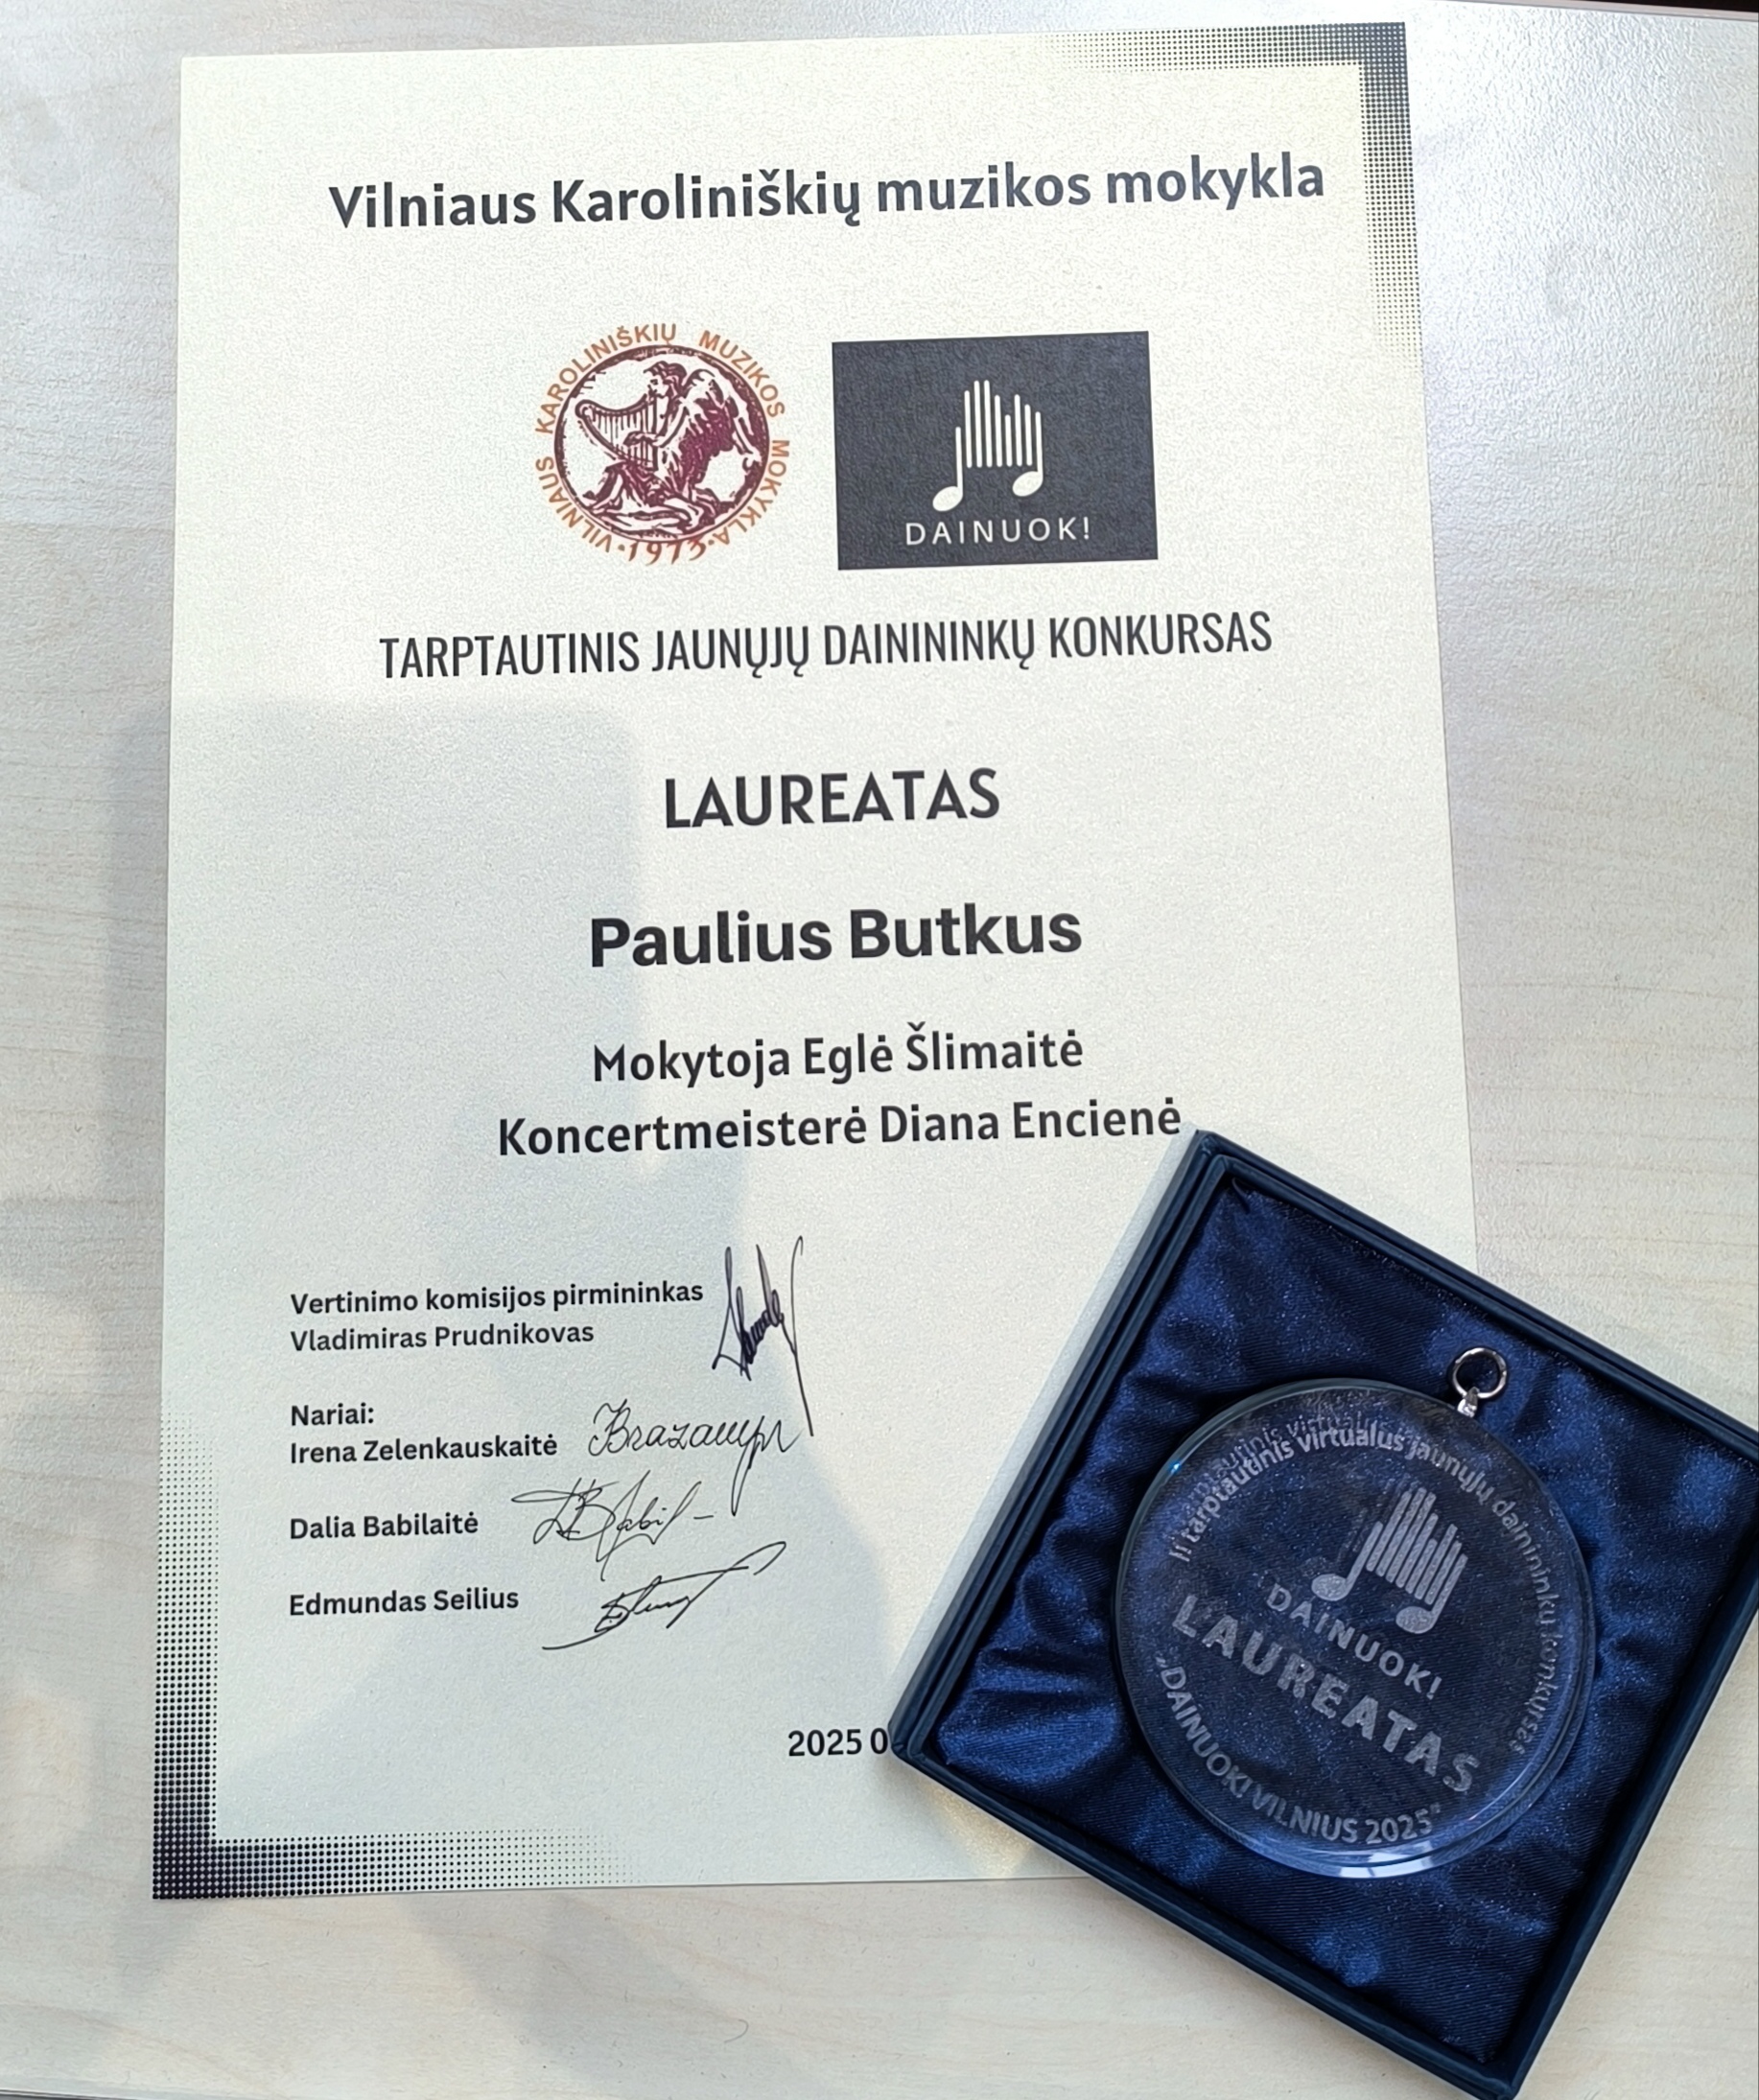 Vilniaus Karoliniškių muzikos mokykla
VILNIAUS KAROLINIŠKIŲ MUZIKOS MOKYKLA
1973
DAINUOK!
TARPTAUTINIS JAUNŲJŲ DAINININKŲ KONKURSAS
LAUREATAS
Paulius Butkus
Mokytoja Eglė Šlimaitė
Koncertmeisterė Diana Encienė
Vertinimo komisijos pirmininkas
Vladimiras Prudnikovas
Nariai:
Irena Zelenkauskaitė
Dalia Babilaitė
Edmundas Seilius
2025 0
tarptautinis virtualus jaunųjų dainininkų konkursas
DAINUOK!
LAUREATAS
„DAINUOK! VILNIUS 2025"